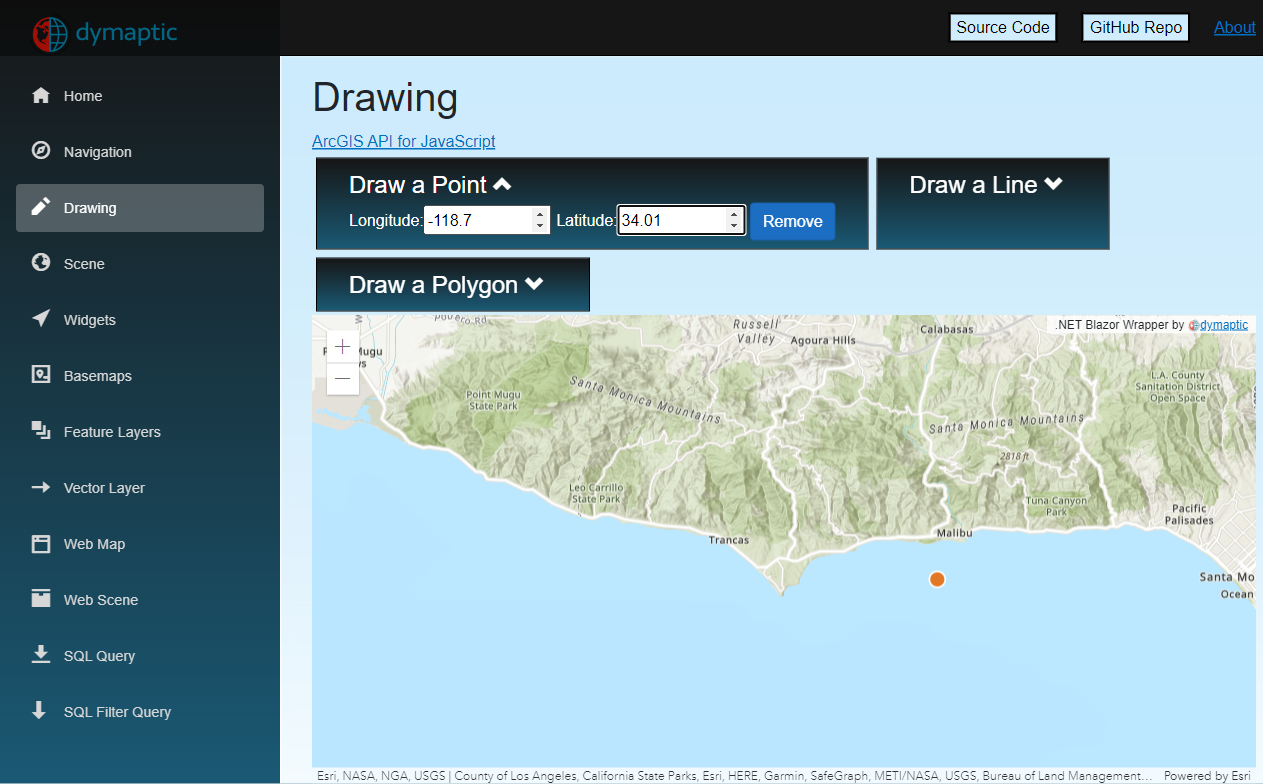 dymaptic
Source Code
GitHub Repo
About
Home
Navigation
Drawing
Scene
Widgets
Basemaps
Feature Layers
Vector Layer
Web Map
Web Scene
SQL Query
SQL Filter Query
Drawing
ArcGIS API for JavaScript
Draw a Point
Longitude: -118.7 Latitude: 34.01 Remove
Draw a Line
Draw a Polygon
+
−
.NET Blazor Wrapper by dymaptic
Russell
Valley
Agoura Hills
Calabasas
Mugu
Point Mugu
State Park
Santa Monica Mountains
L.A. County
Sanitation District
Open Space
Santa Monica Mountains
2818 ft
Leo Carrillo
State Park
Tuna Canyon
Park
Pacific
Palisades
Trancas
Malibu
Santa Mo
Ocean
Esri, NASA, NGA, USGS | County of Los Angeles, California State Parks, Esri, HERE, Garmin, SafeGraph, METI/NASA, USGS, Bureau of Land Management...
Powered by Esri